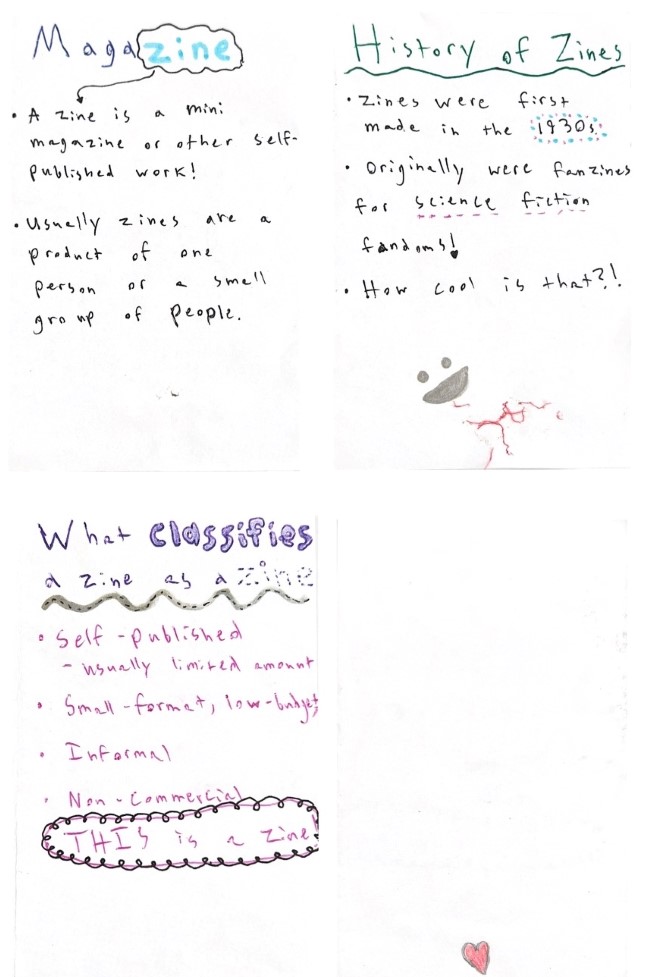 Magazine
• A zine is a mini
magazine or other self-
published work!
• Usually zines are a
product of one
person or a small
group of people.
History of Zines
• Zines were first
made in the 1930s.
• Originally were fanzines
for science fiction
fandoms!
• How cool is that?!
What classifies
a zine as a zine
• Self-published
- usually limited amount
• Small-format, low-budget,
• Informal
• Non-Commercial
THIS is a zine!